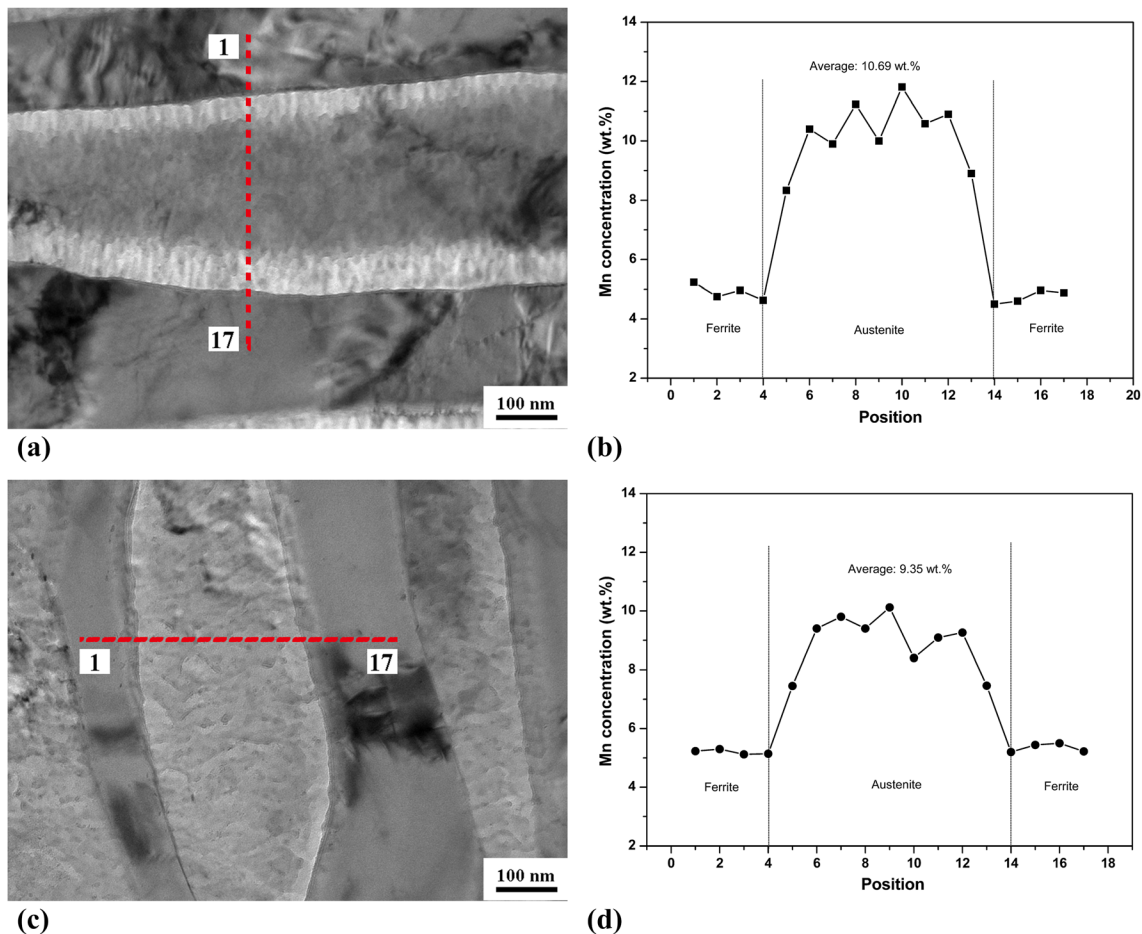 1
17
100 nm
(a)
Mn concentration (wt.%)
14
12
10
8
6
4
2
Average: 10.69 wt.%
Ferrite
Austenite
Ferrite
0 2 4 6 8 10 12 14 16 18 20
Position
(b)
1
17
100 nm
(c)
Mn concentration (wt.%)
14
12
10
8
6
4
2
Average: 9.35 wt.%
Ferrite
Austenite
Ferrite
0 2 4 6 8 10 12 14 16 18
Position
(d)